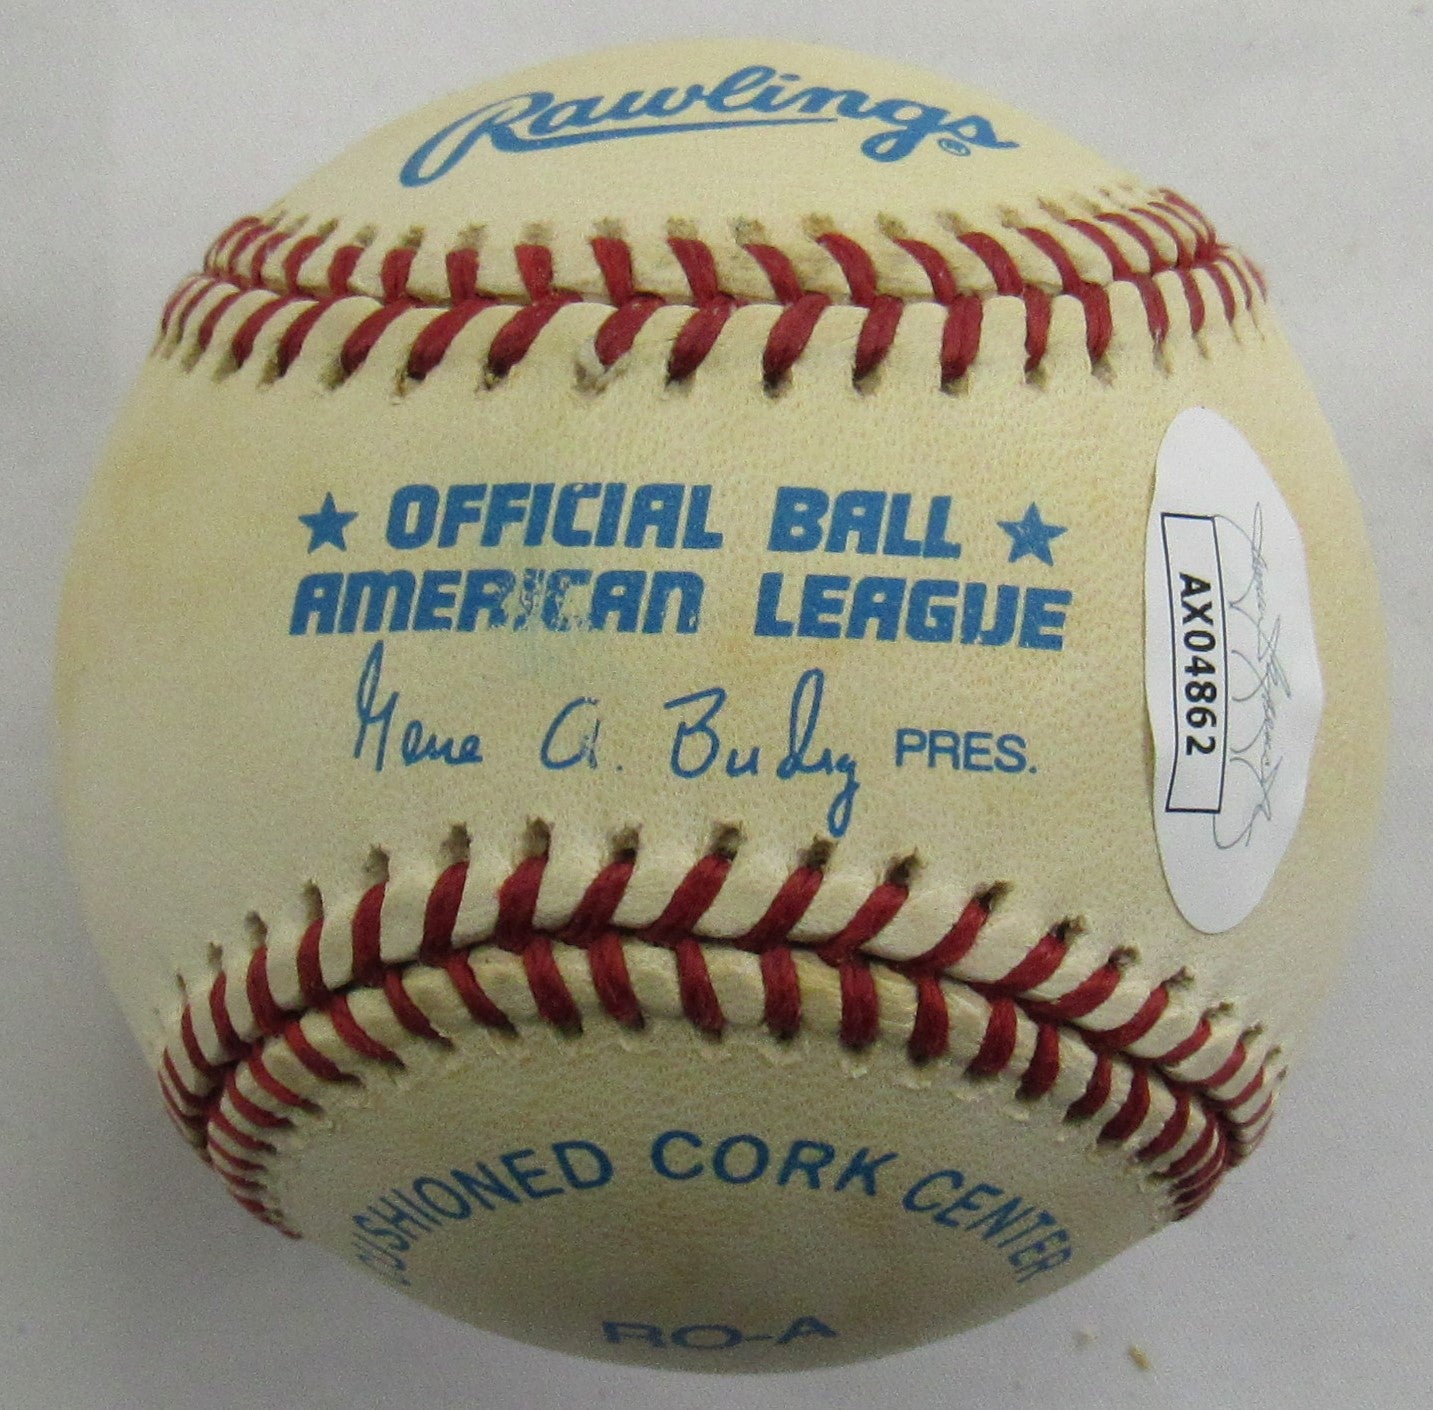 Rawlings®
OFFICIAL BALL
AMERICAN LEAGUE
Gene A. Budig PRES.
AX04862
CUSHIONED CORK CENTER
RO-A